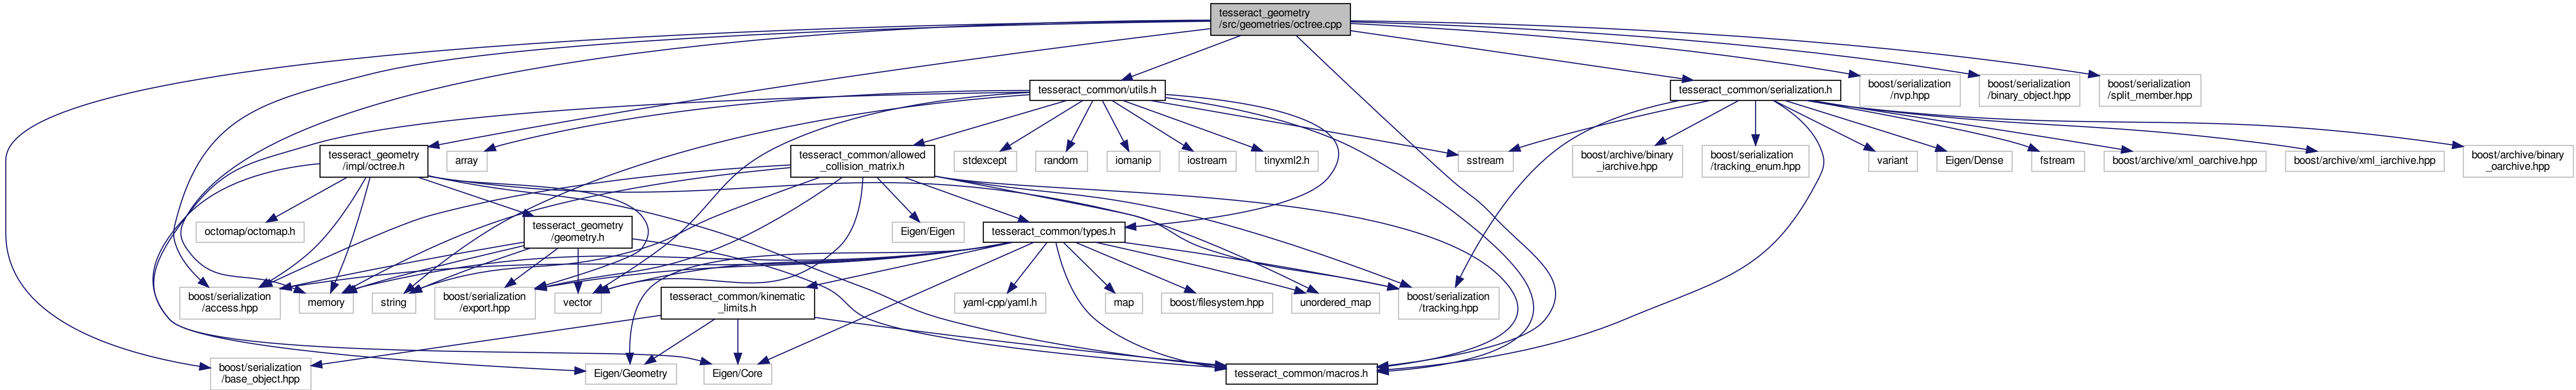 tesseract_geometry
/src/geometries/octree.cpp
tesseract_common/utils.h
tesseract_common/serialization.h
boost/serialization
/nvp.hpp
boost/serialization
/binary_object.hpp
boost/serialization
/split_member.hpp
tesseract_geometry
/impl/octree.h
array
tesseract_common/allowed
_collision_matrix.h
stdexcept
random
iomanip
iostream
tinyxml2.h
sstream
boost/archive/binary
_iarchive.hpp
boost/serialization
/tracking_enum.hpp
variant
Eigen/Dense
fstream
boost/archive/xml_oarchive.hpp
boost/archive/xml_iarchive.hpp
boost/archive/binary
_oarchive.hpp
octomap/octomap.h
tesseract_geometry
/geometry.h
Eigen/Eigen
tesseract_common/types.h
boost/serialization
/access.hpp
memory
string
boost/serialization
/export.hpp
vector
tesseract_common/kinematic
_limits.h
yaml-cpp/yaml.h
map
boost/filesystem.hpp
unordered_map
boost/serialization
/tracking.hpp
boost/serialization
/base_object.hpp
Eigen/Geometry
Eigen/Core
tesseract_common/macros.h